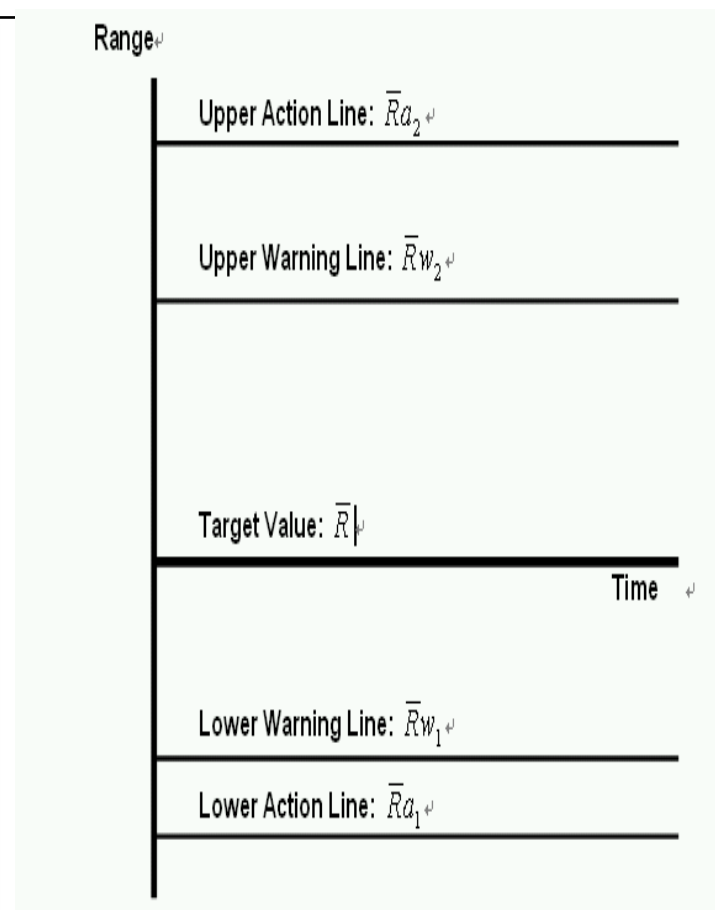 Range↵
Upper Action Line: R̅a₂↵
Upper Warning Line: R̅w₂↵
Target Value: R̅↵
Time ↵
Lower Warning Line: R̅w₁↵
Lower Action Line: R̅a₁↵